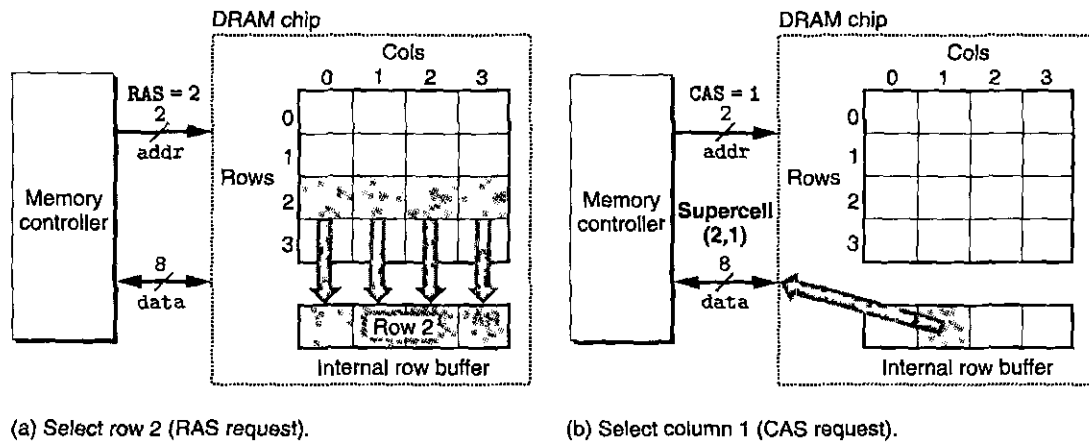 DRAM chip
Cols
0 1 2 3
RAS = 2
2
addr
Memory
controller
Rows
0
1
2
3
8
data
Row 2
Internal row buffer
(a) Select row 2 (RAS request).
DRAM chip
Cols
0 1 2 3
CAS = 1
2
addr
Memory
controller
Rows
0
1
2
3
Supercell
(2,1)
8
data
Internal row buffer
(b) Select column 1 (CAS request).